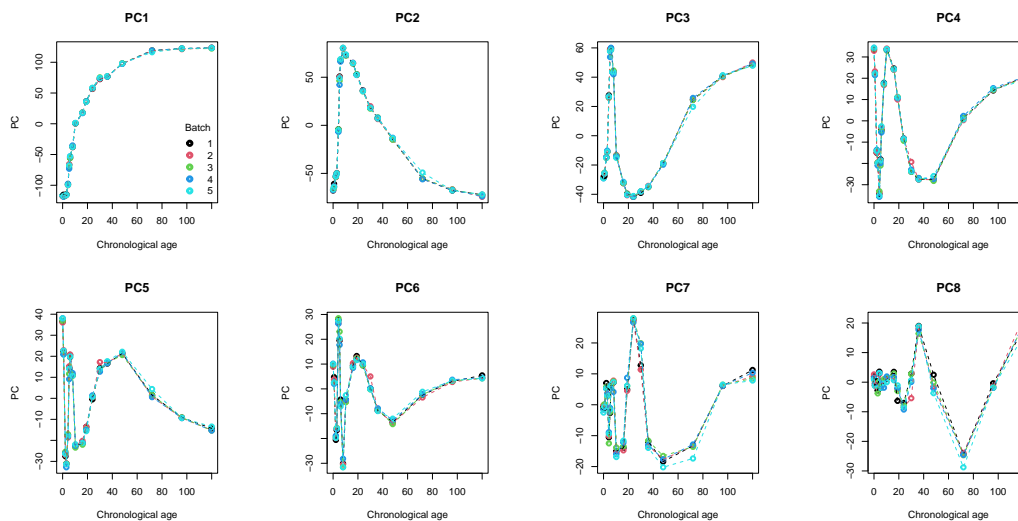 PC1
PC2
PC3
PC4
PC
−100 −50 0 50 100
Batch
1
2
3
4
5
0 20 40 60 80 100
Chronological age
PC
−50 0 50
0 20 40 60 80 100
Chronological age
PC
−40 −20 0 20 40 60
0 20 40 60 80 100
Chronological age
PC
−30 −10 0 10 20 30
0 20 40 60 80 100
Chronological age
PC5
PC6
PC7
PC8
PC
−30 −10 0 10 20 30 40
0 20 40 60 80 100
Chronological age
PC
−30 −20 −10 0 10 20 30
0 20 40 60 80 100
Chronological age
PC
−20 −10 0 10 20
0 20 40 60 80 100
Chronological age
PC
−30 −20 −10 0 10 20
0 20 40 60 80 100
Chronological age